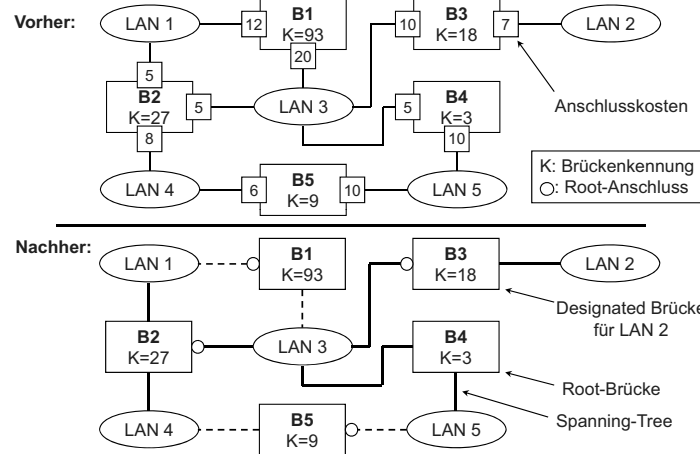 Vorher:
LAN 1
12
B1
K=93
20
10
B3
K=18
7
LAN 2
5
B2
K=27
5
8
LAN 3
5
B4
K=3
10
Anschlusskosten
LAN 4
6
B5
K=9
10
LAN 5
K: Brückenkennung
: Root-Anschluss
Nachher:
LAN 1
B1
K=93
B3
K=18
LAN 2
B2
K=27
LAN 3
B4
K=3
Designated Brücke
für LAN 2
Root-Brücke
LAN 4
B5
K=9
LAN 5
Spanning-Tree